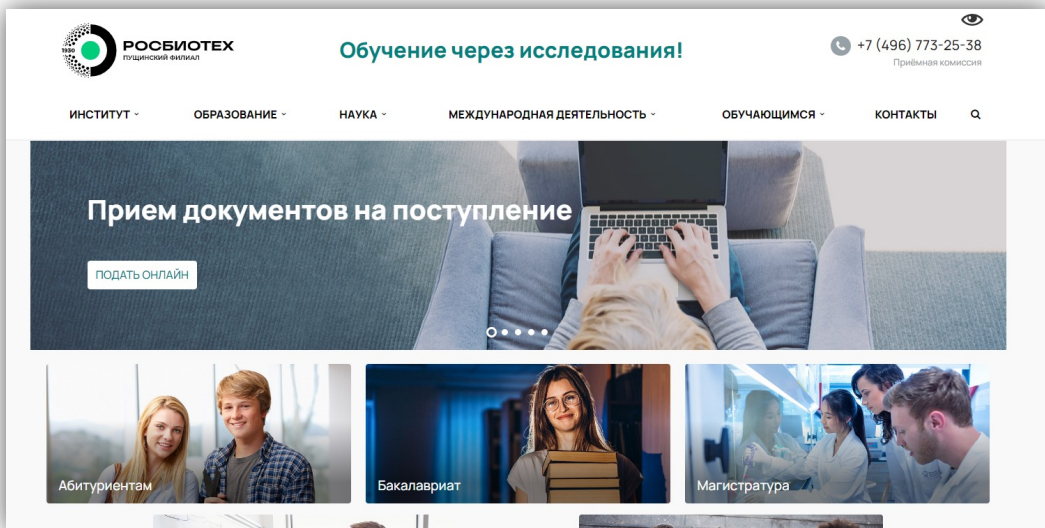 1930
РОСБИОТЕХ
ПУЩИНСКИЙ ФИЛИАЛ
Обучение через исследования!
+7 (496) 773-25-38
Приёмная комиссия
ИНСТИТУТ ОБРАЗОВАНИЕ НАУКА МЕЖДУНАРОДНАЯ ДЕЯТЕЛЬНОСТЬ ОБУЧАЮЩИМСЯ КОНТАКТЫ
Прием документов на поступление
ПОДАТЬ ОНЛАЙН
Абитуриентам
Бакалавриат
Магистратура